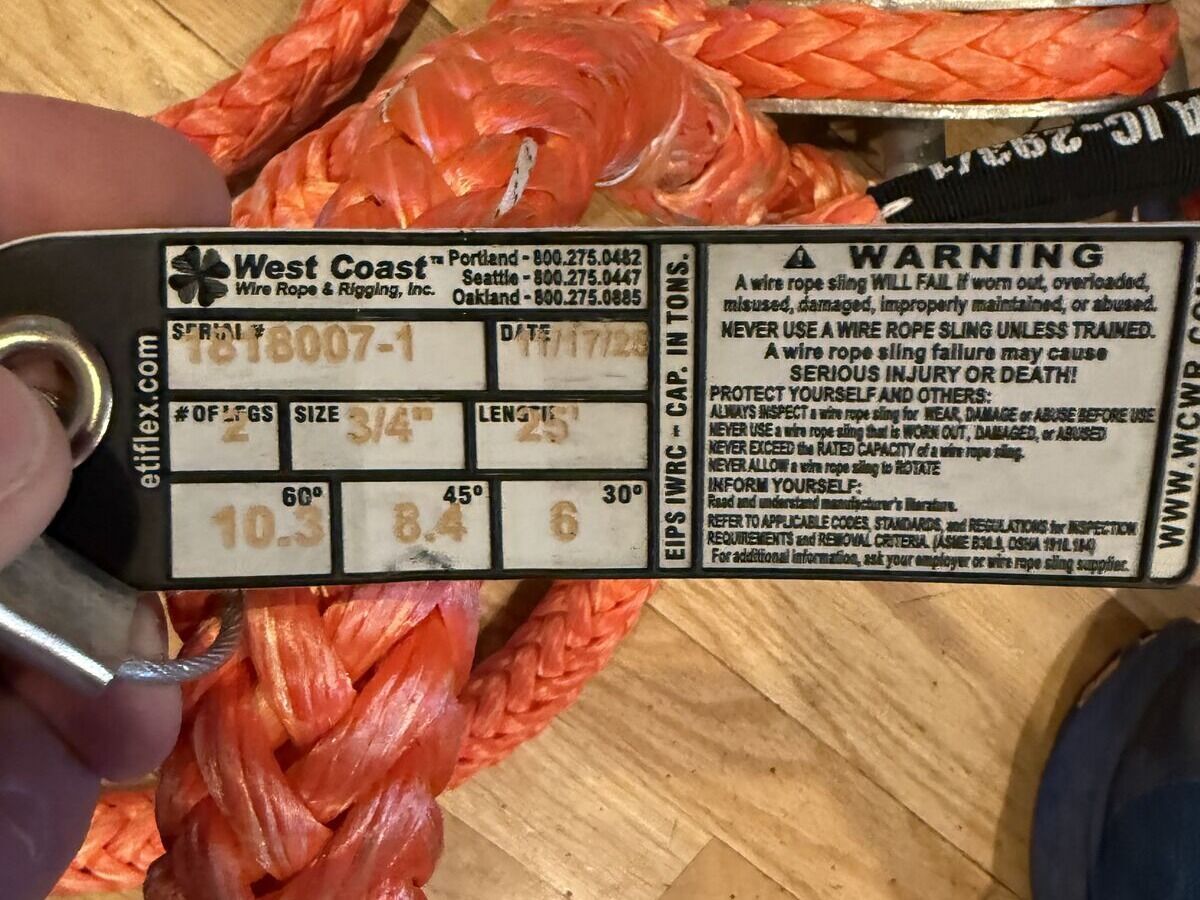 West Coast™
Wire Rope & Rigging, Inc.
Portland - 800.275.0482
Seattle - 800.275.0447
Oakland - 800.275.0885
SERIAL #
1818007-1
DATE
11/17/2
# OF LEGS
2
SIZE
3/4"
LENGTH
25'
60°
10.3
45°
8.4
30°
6
etiflex.com
EIPS IWRC - CAP. IN TONS.
⚠ WARNING
A wire rope sling WILL FAIL if worn out, overloaded,
misused, damaged, improperly maintained, or abused.
NEVER USE A WIRE ROPE SLING UNLESS TRAINED.
A wire rope sling failure may cause
SERIOUS INJURY OR DEATH!
PROTECT YOURSELF AND OTHERS:
ALWAYS INSPECT a wire rope sling for WEAR, DAMAGE or ABUSE BEFORE USE
NEVER USE a wire rope sling that is WORN OUT, DAMAGED, or ABUSED
NEVER EXCEED the RATED CAPACITY of a wire rope sling.
NEVER ALLOW a wire rope sling to ROTATE
INFORM YOURSELF:
Read and understand manufacturer's literature.
REFER TO APPLICABLE CODES, STANDARDS, and REGULATIONS for INSPECTION
REQUIREMENTS and REMOVAL CRITERIA. (ASME B30.9, OSHA 1910.184)
For additional information, ask your employer or wire rope sling supplier.
WWW.WCWR.COM